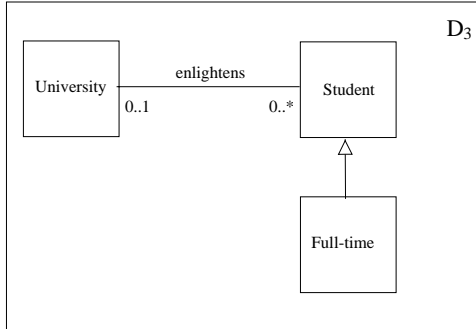 D₃
enlightens
University
Student
0..1
0..*
Full-time